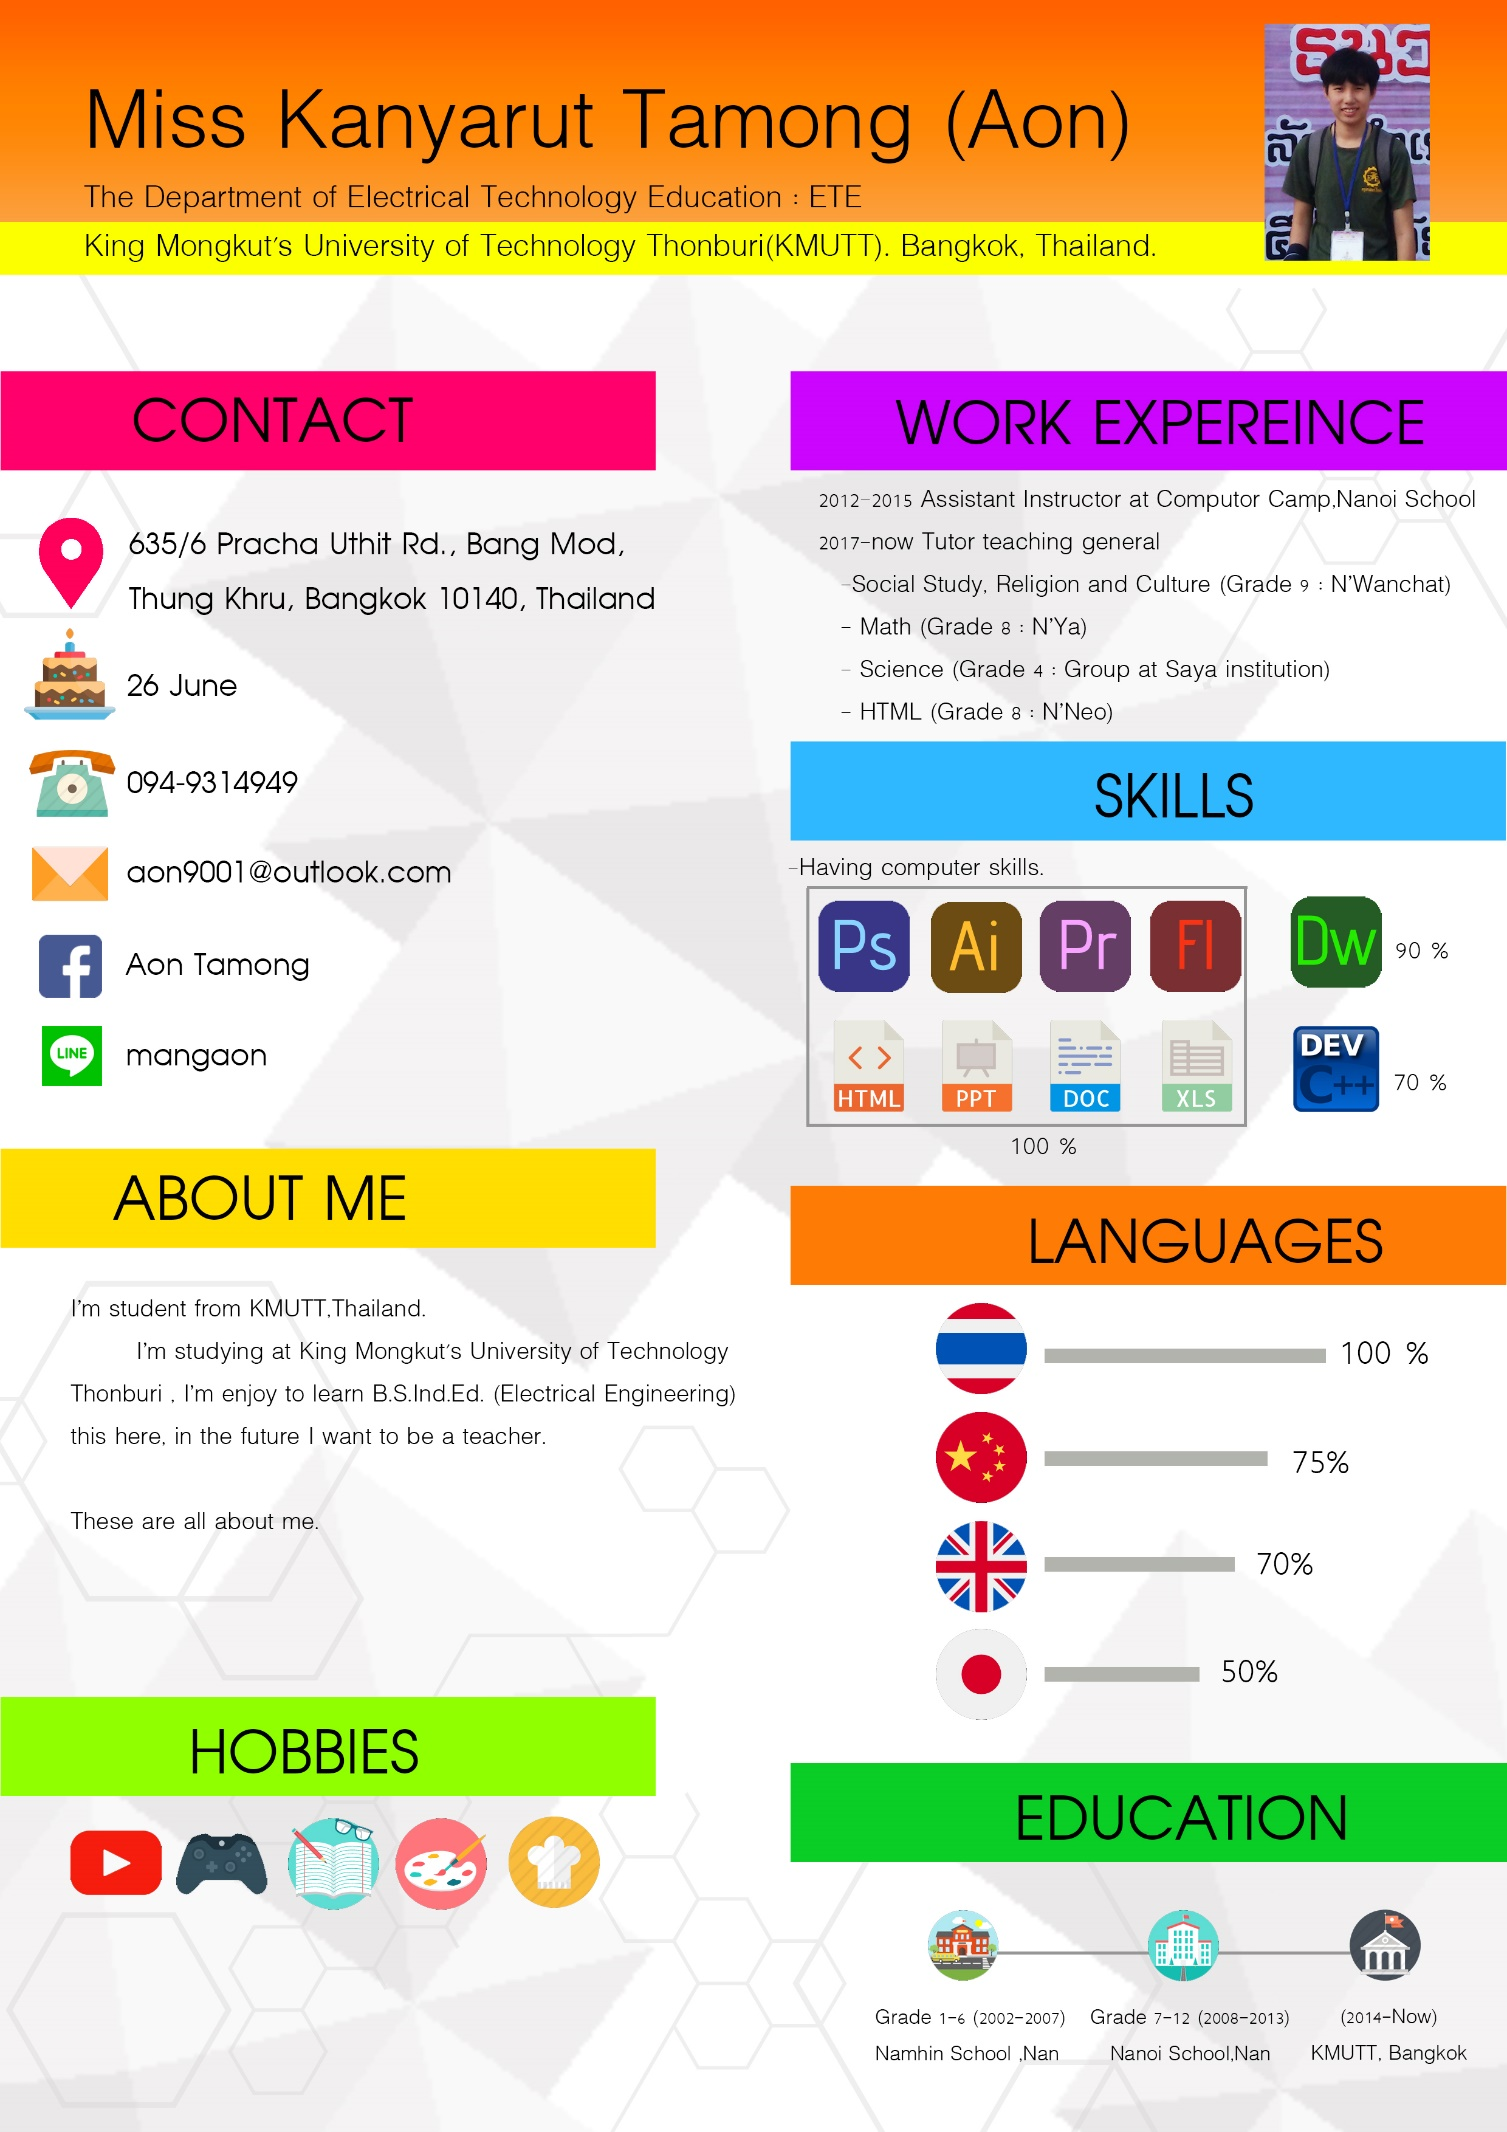 Miss Kanyarut Tamong (Aon)
The Department of Electrical Technology Education : ETE
King Mongkut's University of Technology Thonburi(KMUTT). Bangkok, Thailand.
CONTACT
635/6 Pracha Uthit Rd., Bang Mod,
Thung Khru, Bangkok 10140, Thailand
26 June
094-9314949
aon9001@outlook.com
Aon Tamong
LINE
mangaon
ABOUT ME
I'm student from KMUTT,Thailand.
I'm studying at King Mongkut's University of Technology
Thonburi , I'm enjoy to learn B.S.Ind.Ed. (Electrical Engineering)
this here, in the future I want to be a teacher.
These are all about me.
HOBBIES
WORK EXPEREINCE
2012-2015 Assistant Instructor at Computor Camp,Nanoi School
2017-now Tutor teaching general
-Social Study, Religion and Culture (Grade 9 : N'Wanchat)
- Math (Grade 8 : N'Ya)
- Science (Grade 4 : Group at Saya institution)
- HTML (Grade 8 : N'Neo)
SKILLS
-Having computer skills.
Ps Ai Pr Fl Dw 90 %
HTML PPT DOC XLS DEV C++ 70 %
100 %
LANGUAGES
100 %
75%
70%
50%
EDUCATION
Grade 1-6 (2002-2007) Grade 7-12 (2008-2013) (2014-Now)
Namhin School ,Nan Nanoi School,Nan KMUTT, Bangkok